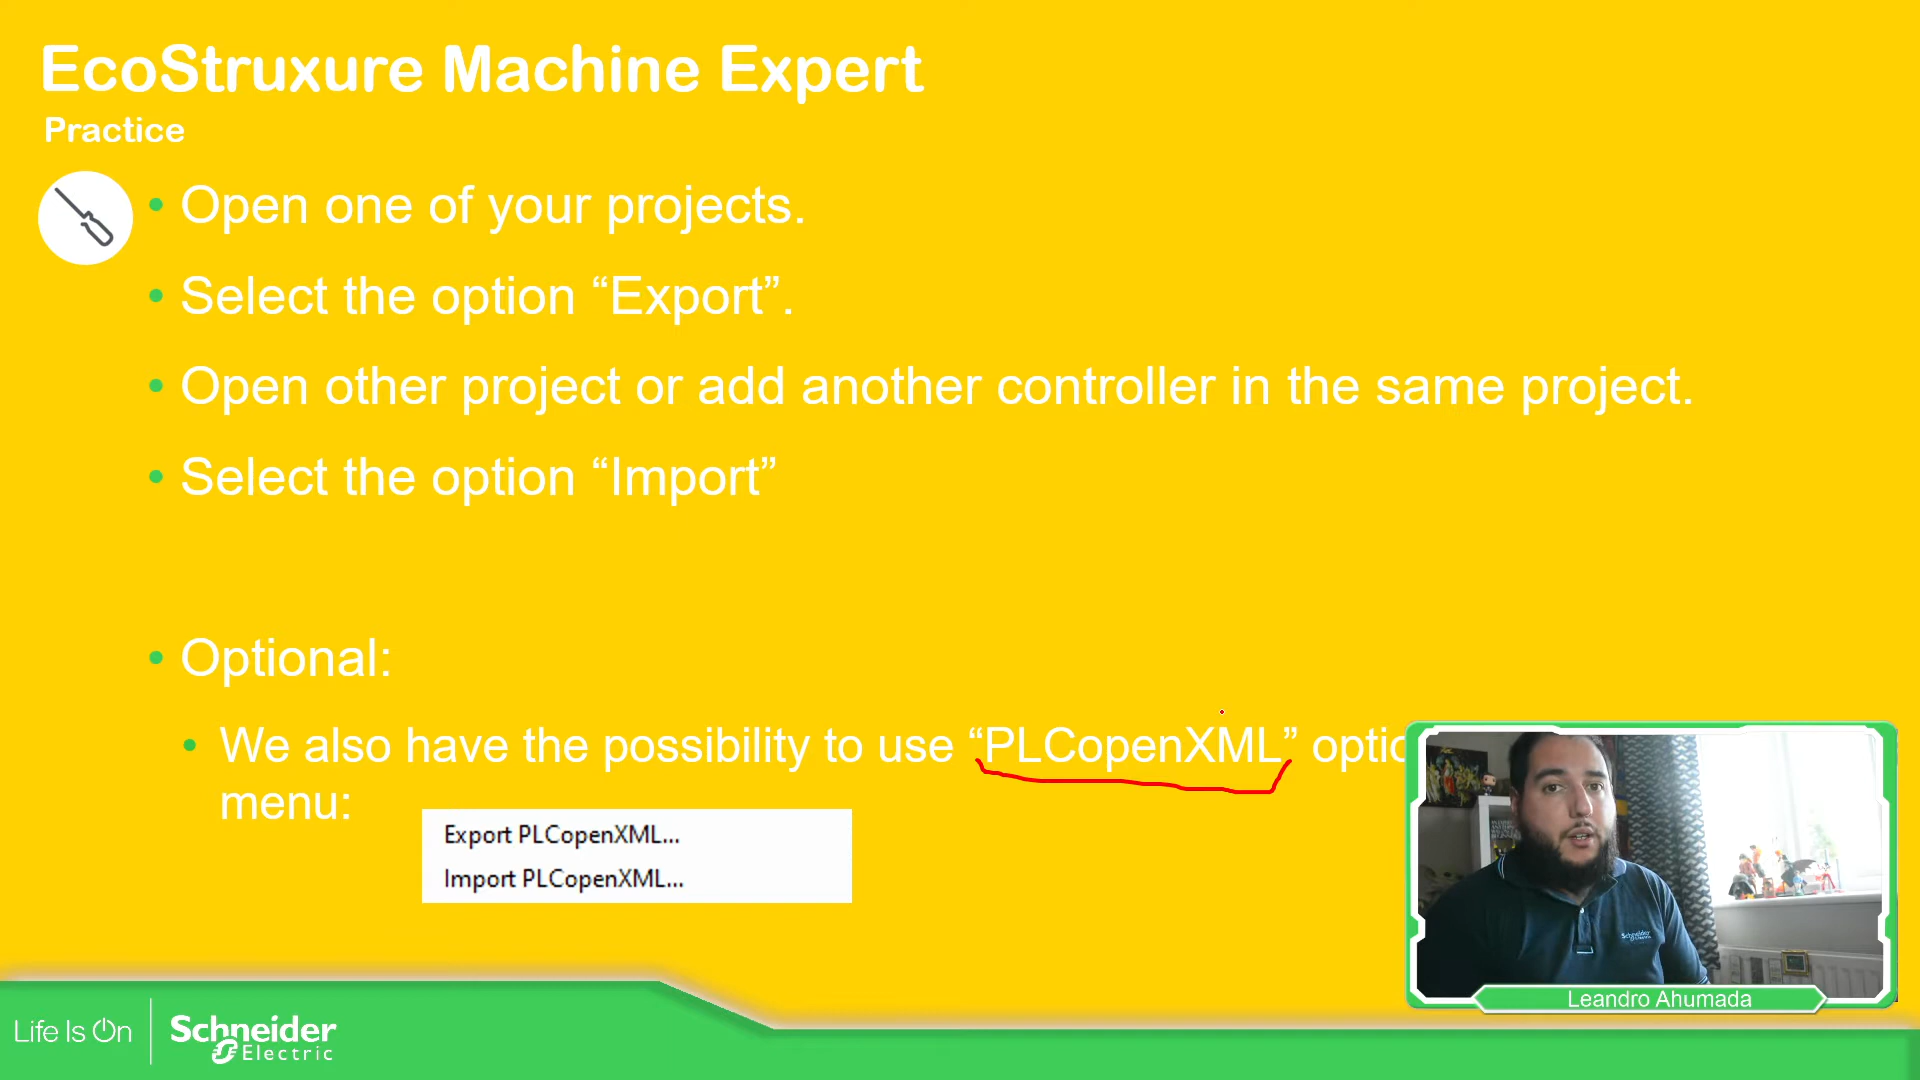 EcoStruxure Machine Expert
Practice
• Open one of your projects.
• Select the option “Export”.
• Open other project or add another controller in the same project.
• Select the option “Import”
• Optional:
• We also have the possibility to use “PLCopenXML”
menu:
Export PLCopenXML...
Import PLCopenXML...
Schneider
Electric
Leandro Ahumada
Life Is On
Schneider
Electric